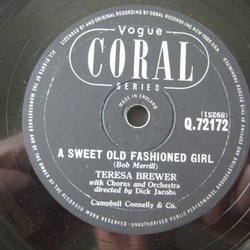 Vogue
CORAL
SERIES
MADE IN ENGLAND
(89251)
Q.72172
A SWEET OLD FASHIONED GIRL
(Bob Merrill)
TERESA BREWER
with Chorus and Orchestra
directed by Dick Jacobs
Campbell Connelly & Co.